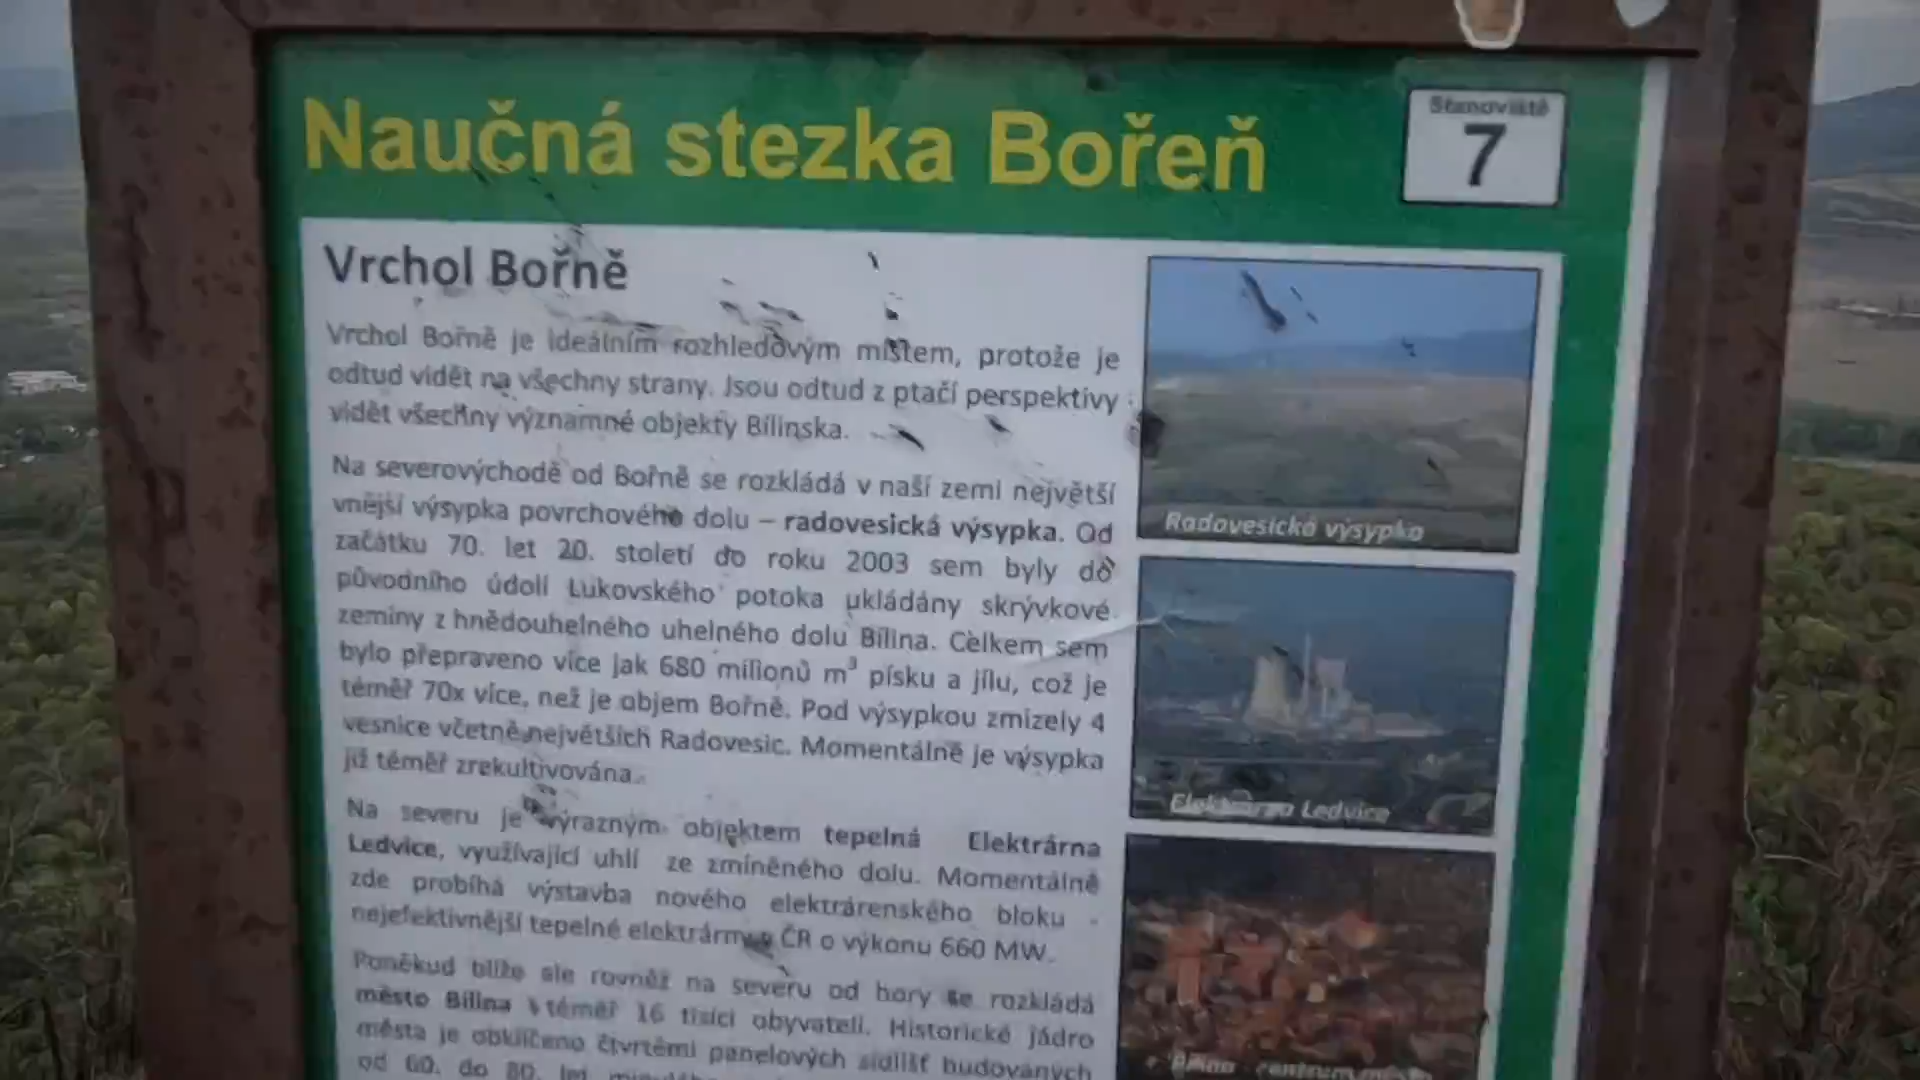 Naučná stezka Bořeň
Stanoviště
7
Vrchol Bořně
Vrchol Bořně je ideálním rozhledovým místem, protože je
odtud vidět na všechny strany. Jsou odtud z ptačí perspektivy
vidět všechny významné objekty Bílinska.
Na severovýchodě od Bořně se rozkládá v naší zemi největší
vnější výsypka povrchového dolu – radovesická výsypka. Od
začátku 70. let 20. století do roku 2003 sem byly do
původního údolí Lukovského potoka ukládány skrývkové
zeminy z hnědouhelného uhelného dolu Bílina. Celkem sem
bylo přepraveno více jak 680 milionů m³ písku a jílu, což je
téměř 70x více, než je objem Bořně. Pod výsypkou zmizely 4
vesnice včetně největších Radovesic. Momentálně je výsypka
již téměř zrekultivována.
Na severu je výrazným objektem tepelná Elektrárna
Ledvice, využívající uhlí ze zmíněného dolu. Momentálně
zde probíhá výstavba nového elektrárenského bloku -
nejefektivnější tepelné elektrárny v ČR o výkonu 660 MW.
Poněkud blíže ale rovněž na severu od hory se rozkládá
město Bílina s téměř 16 tisíci obyvateli. Historické jádro
města je obklíčeno čtvrtěmi panelových sídlišť budovaných
od 60. do 80. let
Radovesická výsypka
Elektrárna Ledvice
Bílina - centrum města